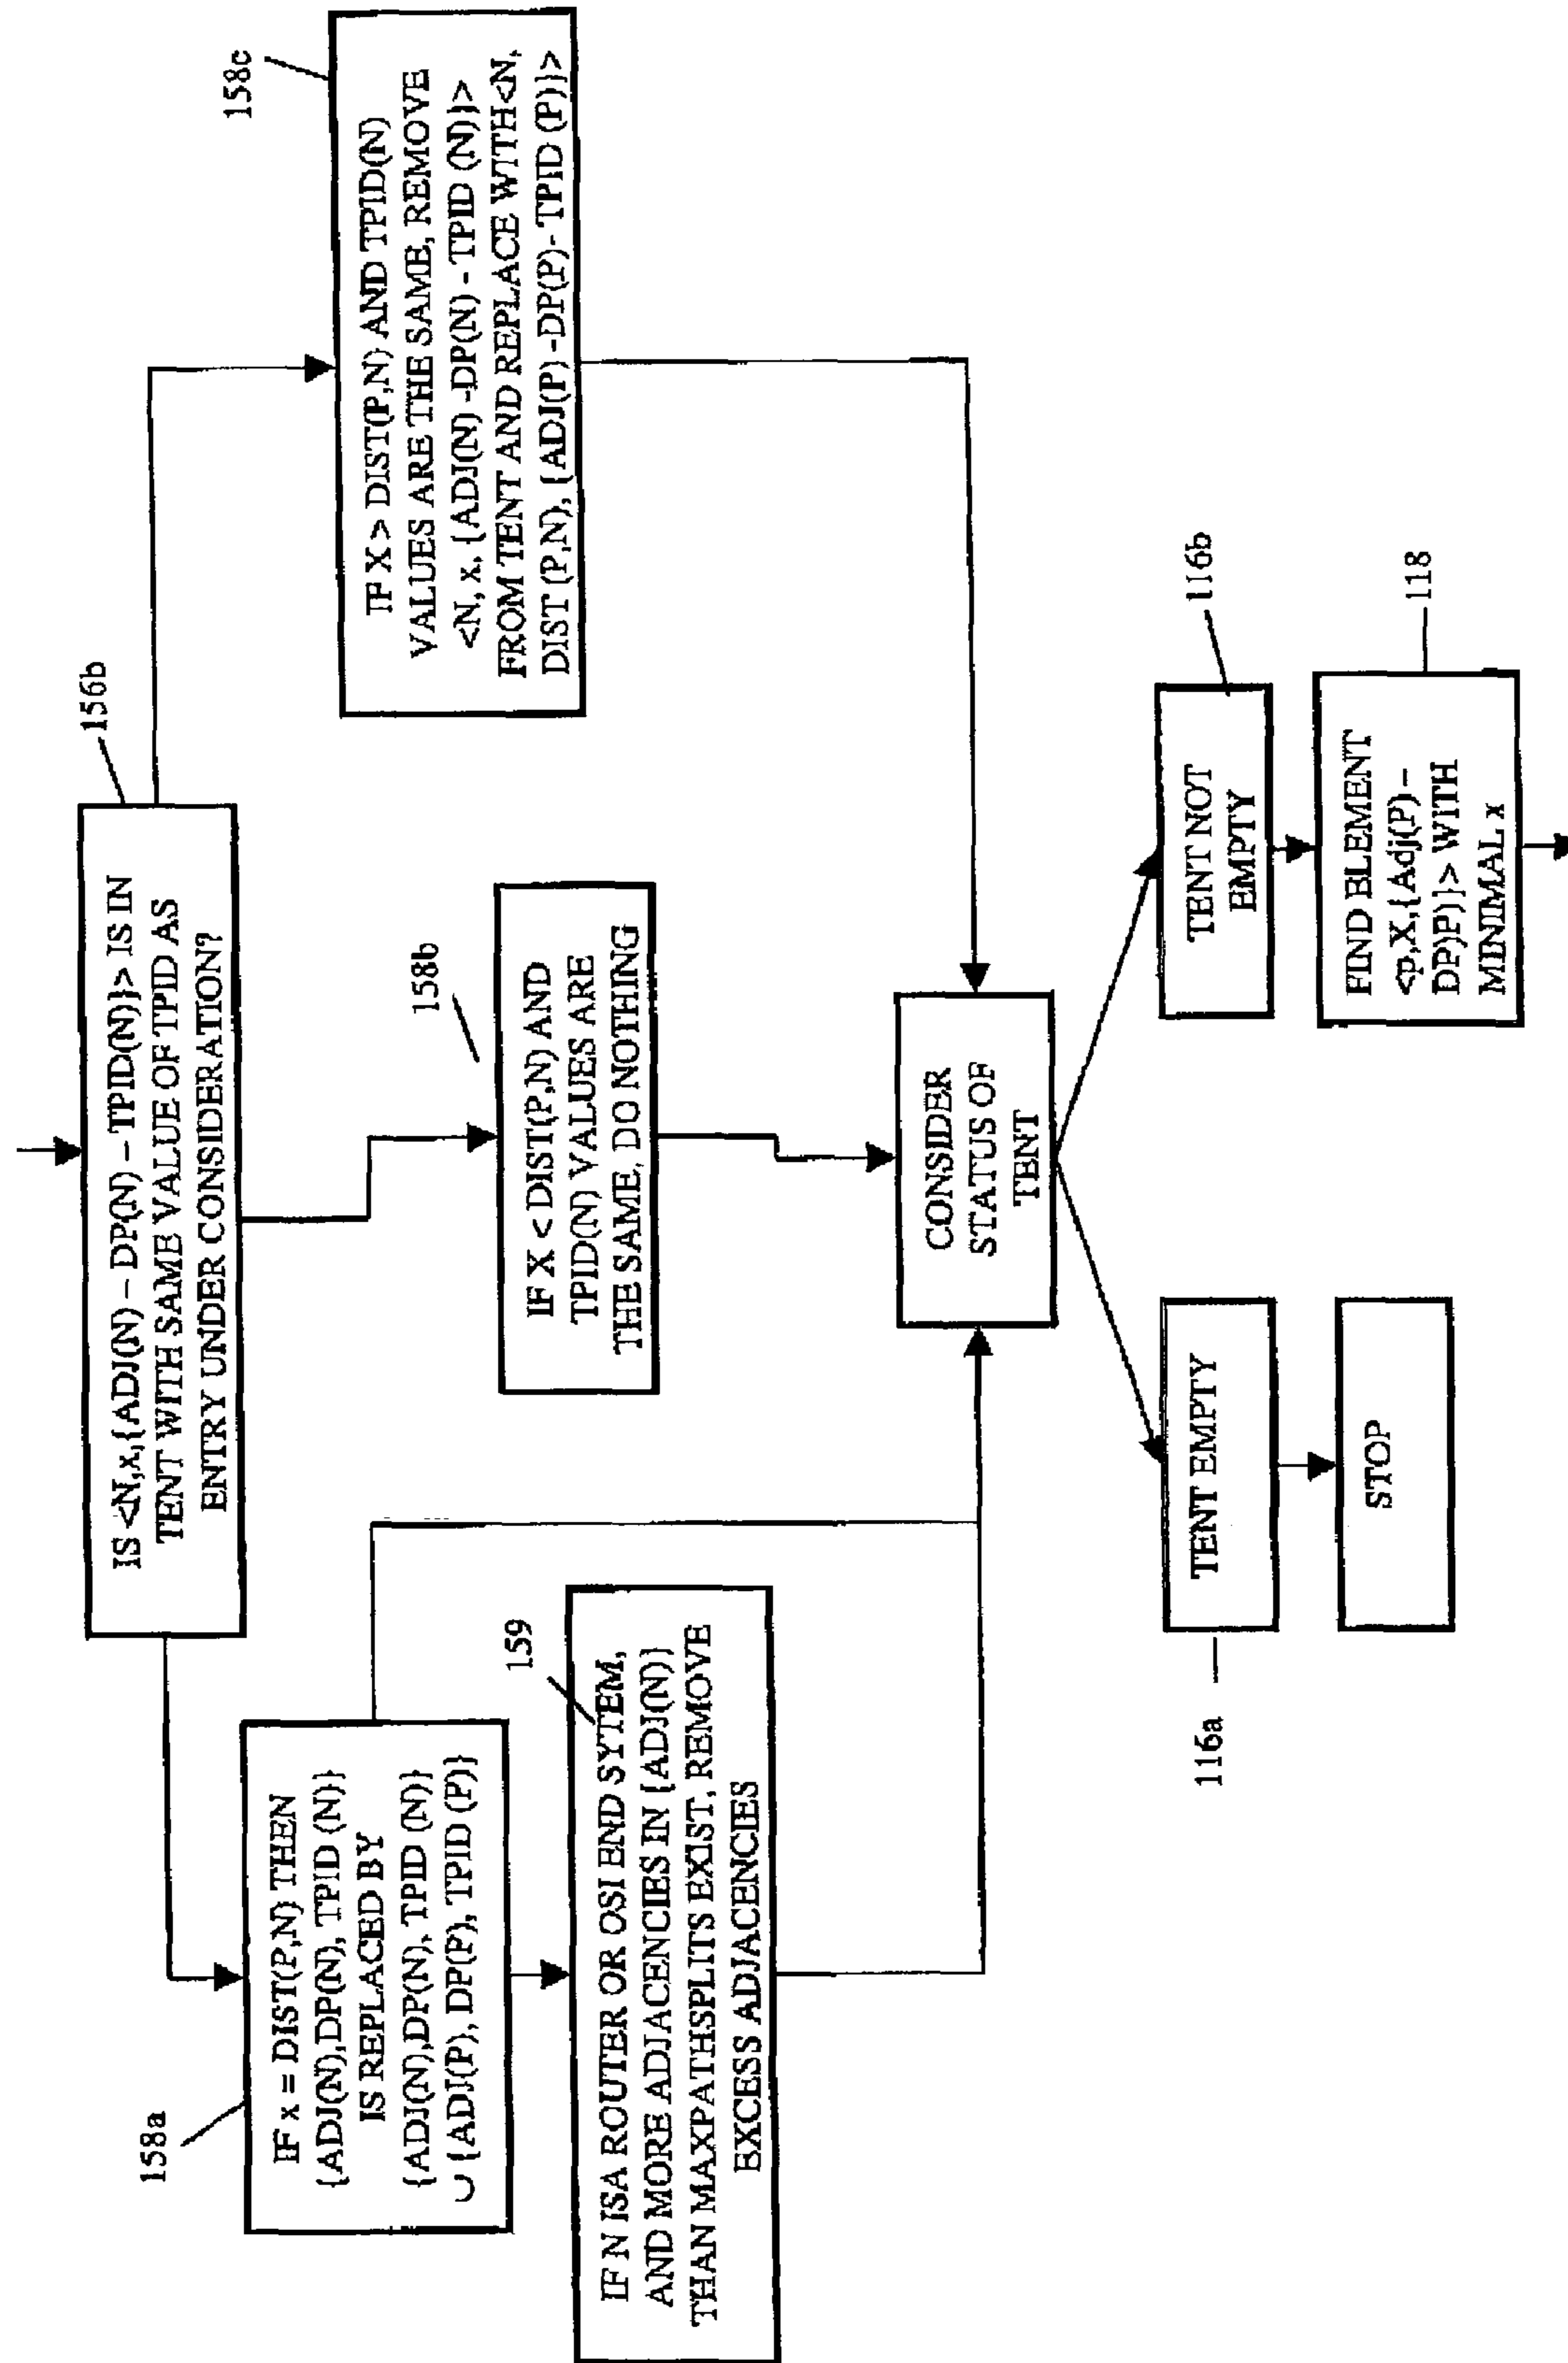 156b
IS <N,x,{ADJ(N) – DP(N) – TPID(N)}> IS IN
TENT WITH SAME VALUE OF TPID AS
ENTRY UNDER CONSIDERATION?
158a
IF x = DIST(P,N) THEN
{ADJ(N),DP(N), TPID (N)}
IS REPLACED BY
{ADJ(N),DP(N), TPID (N)}
∪ {ADJ(P), DP(P), TPID (P)}
159
IF N ISA ROUTER OR OSI END SYTEM,
AND MORE ADJACENCIES IN {ADJ(N)}
THAN MAXPATHSPLITS EXIST, REMOVE
EXCESS ADJACENCIES
158b
IF X < DIST(P,N) AND
TPID(N) VALUES ARE
THE SAME, DO NOTHING
158c
IF X > DIST(P,N) AND TPID(N)
VALUES ARE THE SAME, REMOVE
<N, x, {ADJ(N) -DP(N) - TPID (N)}>
FROM TENT AND REPLACE WITH<N,
DIST (P,N), {ADJ(P) -DP(P)- TPID (P)}>
CONSIDER
STATUS OF
TENT
116a
TENT EMPTY
STOP
116b
TENT NOT
EMPTY
118
FIND ELEMENT
<p,X,{Adj(P) –
DP)P)}> WITH
MINIMAL x